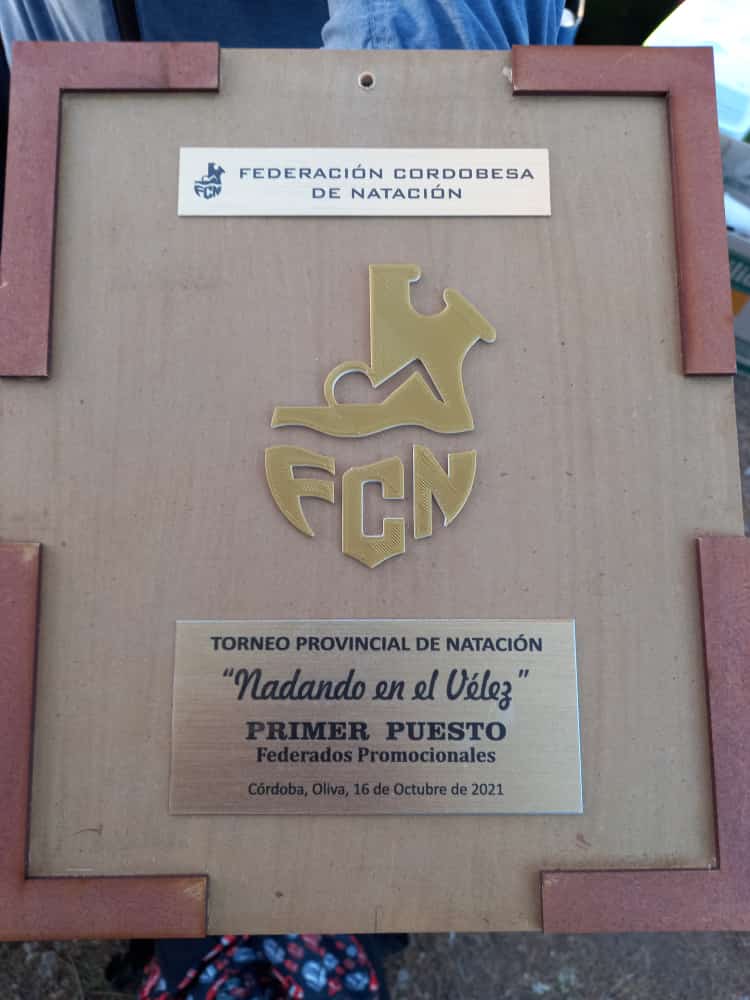 FCN
FEDERACIÓN CORDOBESA
DE NATACIÓN
FCN
TORNEO PROVINCIAL DE NATACIÓN
"Nadando en el Vélez"
PRIMER PUESTO
Federados Promocionales
Córdoba, Oliva, 16 de Octubre de 2021